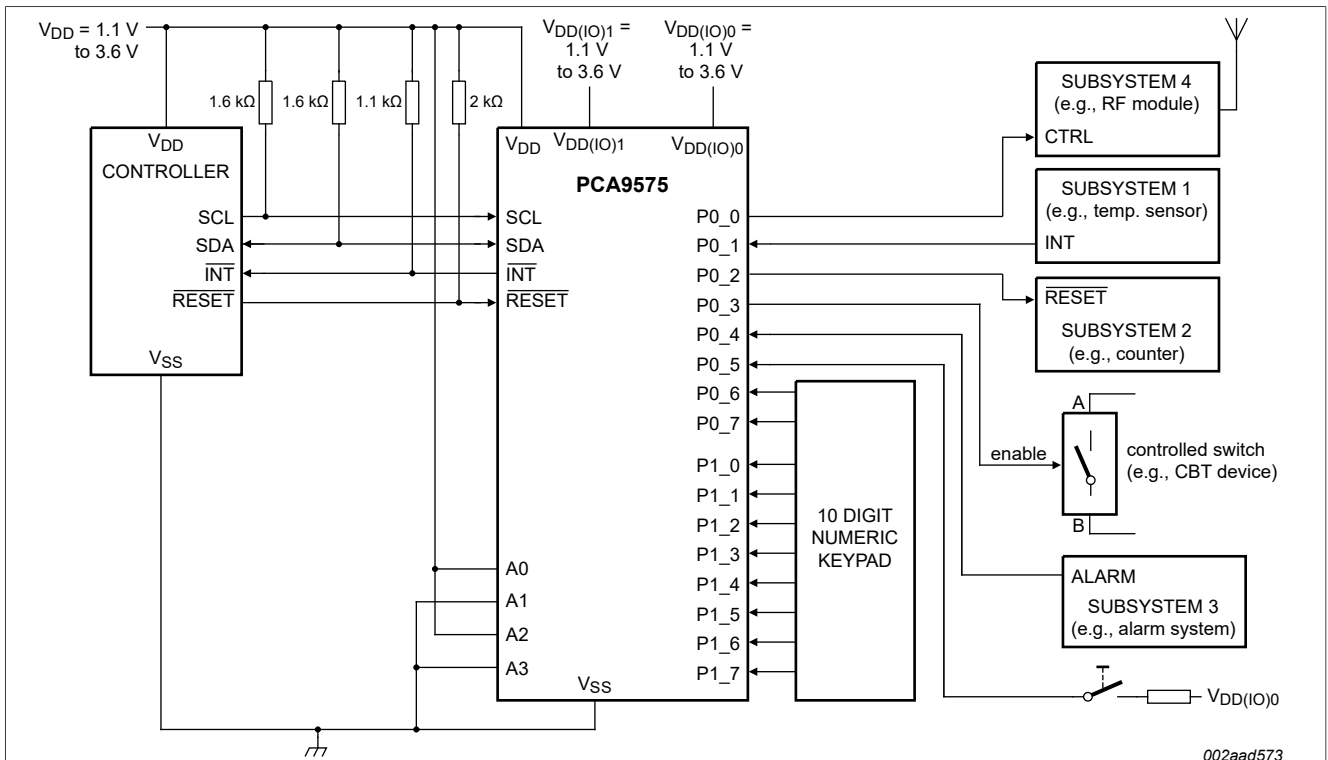 VDD = 1.1 V
to 3.6 V
VDD(IO)1 =
1.1 V
to 3.6 V
VDD(IO)0 =
1.1 V
to 3.6 V
1.6 kΩ
1.6 kΩ
1.1 kΩ
2 kΩ
VDD
CONTROLLER
SCL
SDA
INT
RESET
VSS
VDD
VDD(IO)1
VDD(IO)0
PCA9575
SCL
SDA
INT
RESET
A0
A1
A2
A3
VSS
P0_0
P0_1
P0_2
P0_3
P0_4
P0_5
P0_6
P0_7
P1_0
P1_1
P1_2
P1_3
P1_4
P1_5
P1_6
P1_7
10 DIGIT
NUMERIC
KEYPAD
SUBSYSTEM 4
(e.g., RF module)
CTRL
SUBSYSTEM 1
(e.g., temp. sensor)
INT
RESET
SUBSYSTEM 2
(e.g., counter)
A
enable
controlled switch
(e.g., CBT device)
B
ALARM
SUBSYSTEM 3
(e.g., alarm system)
VDD(IO)0
002aad573